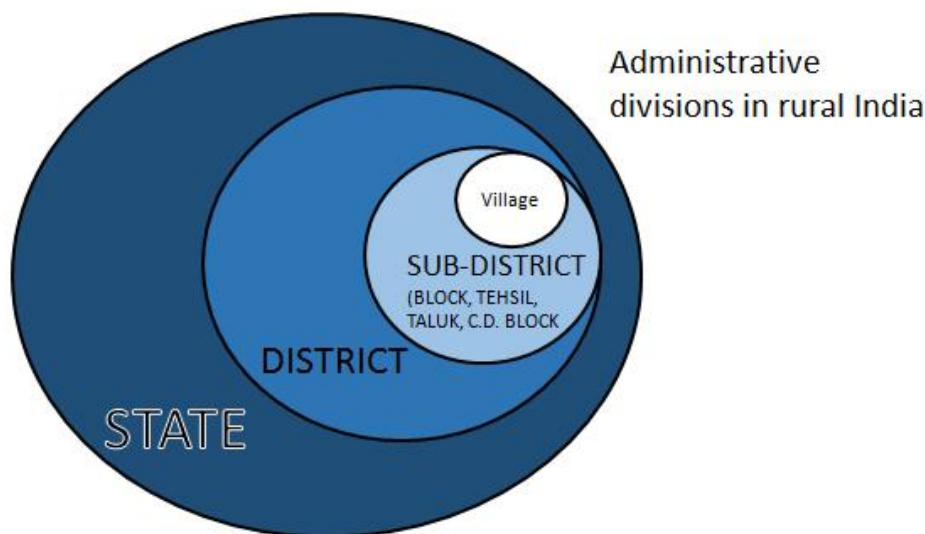 Administrative
divisions in rural India
Village
SUB-DISTRICT
(BLOCK, TEHSIL,
TALUK, C.D. BLOCK
DISTRICT
STATE